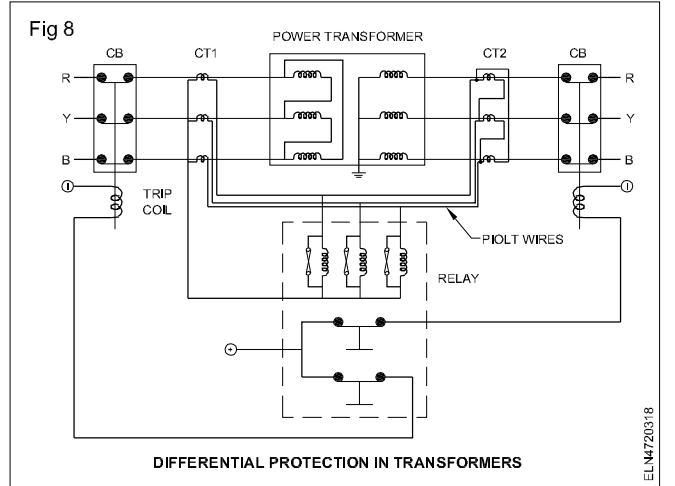 Fig 8
POWER TRANSFORMER
CB
CT1
CT2
CB
R
R
Y
Y
B
B
TRIP
COIL
PIOLT WIRES
RELAY
+
DIFFERENTIAL PROTECTION IN TRANSFORMERS
ELN4720318